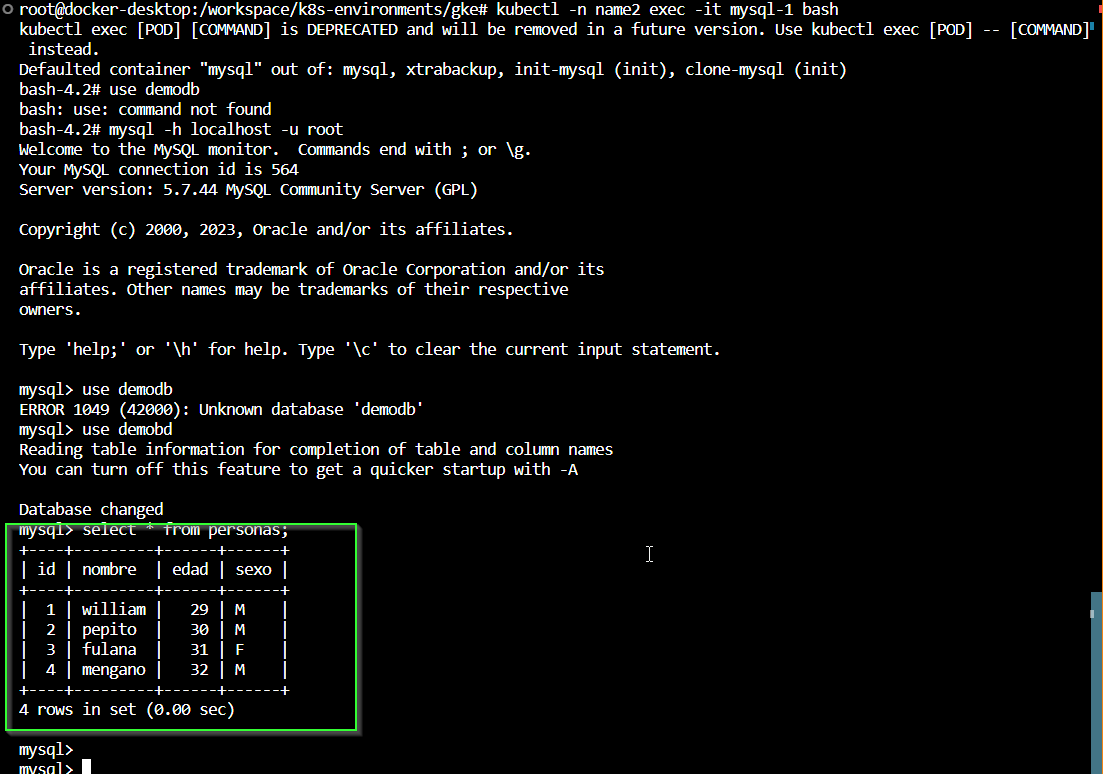 root@docker-desktop:/workspace/k8s-environments/gke# kubectl -n name2 exec -it mysql-1 bash
kubectl exec [POD] [COMMAND] is DEPRECATED and will be removed in a future version. Use kubectl exec [POD] -- [COMMAND]
 instead.
Defaulted container "mysql" out of: mysql, xtrabackup, init-mysql (init), clone-mysql (init)
bash-4.2# use demodb
bash: use: command not found
bash-4.2# mysql -h localhost -u root
Welcome to the MySQL monitor.  Commands end with ; or \g.
Your MySQL connection id is 564
Server version: 5.7.44 MySQL Community Server (GPL)

Copyright (c) 2000, 2023, Oracle and/or its affiliates.

Oracle is a registered trademark of Oracle Corporation and/or its
affiliates. Other names may be trademarks of their respective
owners.

Type 'help;' or '\h' for help. Type '\c' to clear the current input statement.

mysql> use demodb
ERROR 1049 (42000): Unknown database 'demodb'
mysql> use demobd
Reading table information for completion of table and column names
You can turn off this feature to get a quicker startup with -A

Database changed
mysql> select * from personas;
+----+---------+------+------+
| id | nombre  | edad | sexo |
+----+---------+------+------+
|  1 | william |   29 | M    |
|  2 | pepito  |   30 | M    |
|  3 | fulana  |   31 | F    |
|  4 | mengano |   32 | M    |
+----+---------+------+------+
4 rows in set (0.00 sec)

mysql>
mysql>